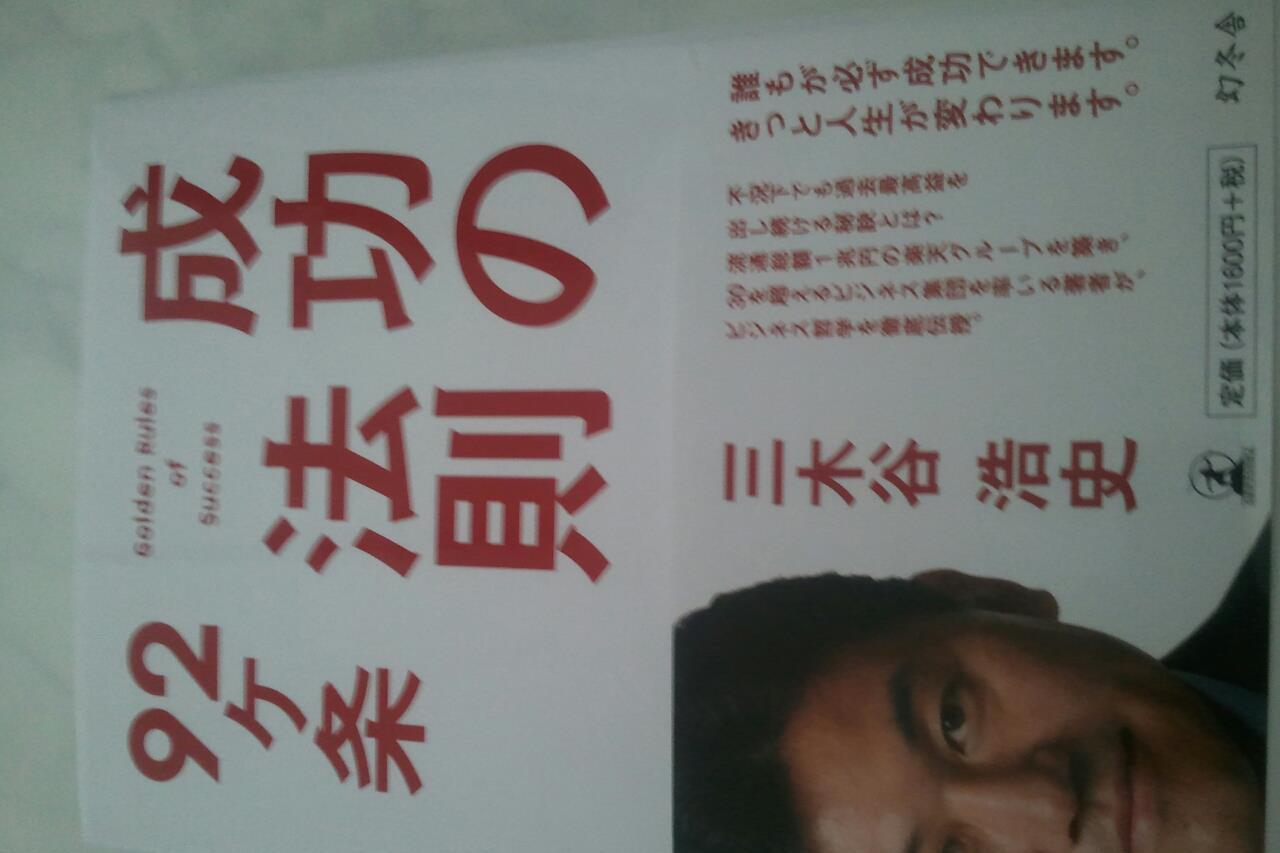 成功の
法則
92ヶ条
Golden Rules
of
Success
誰もが必ず成功できます。
きっと人生が変わります。
不況下でも過去最高益を
出し続ける秘訣とは?
流通総額1兆円の楽天グループを築き、
30を超えるビジネス集団を率いる著者が、
ビジネス哲学を徹底伝授。
三木谷 浩史
幻冬舎
定価(本体1600円+税)